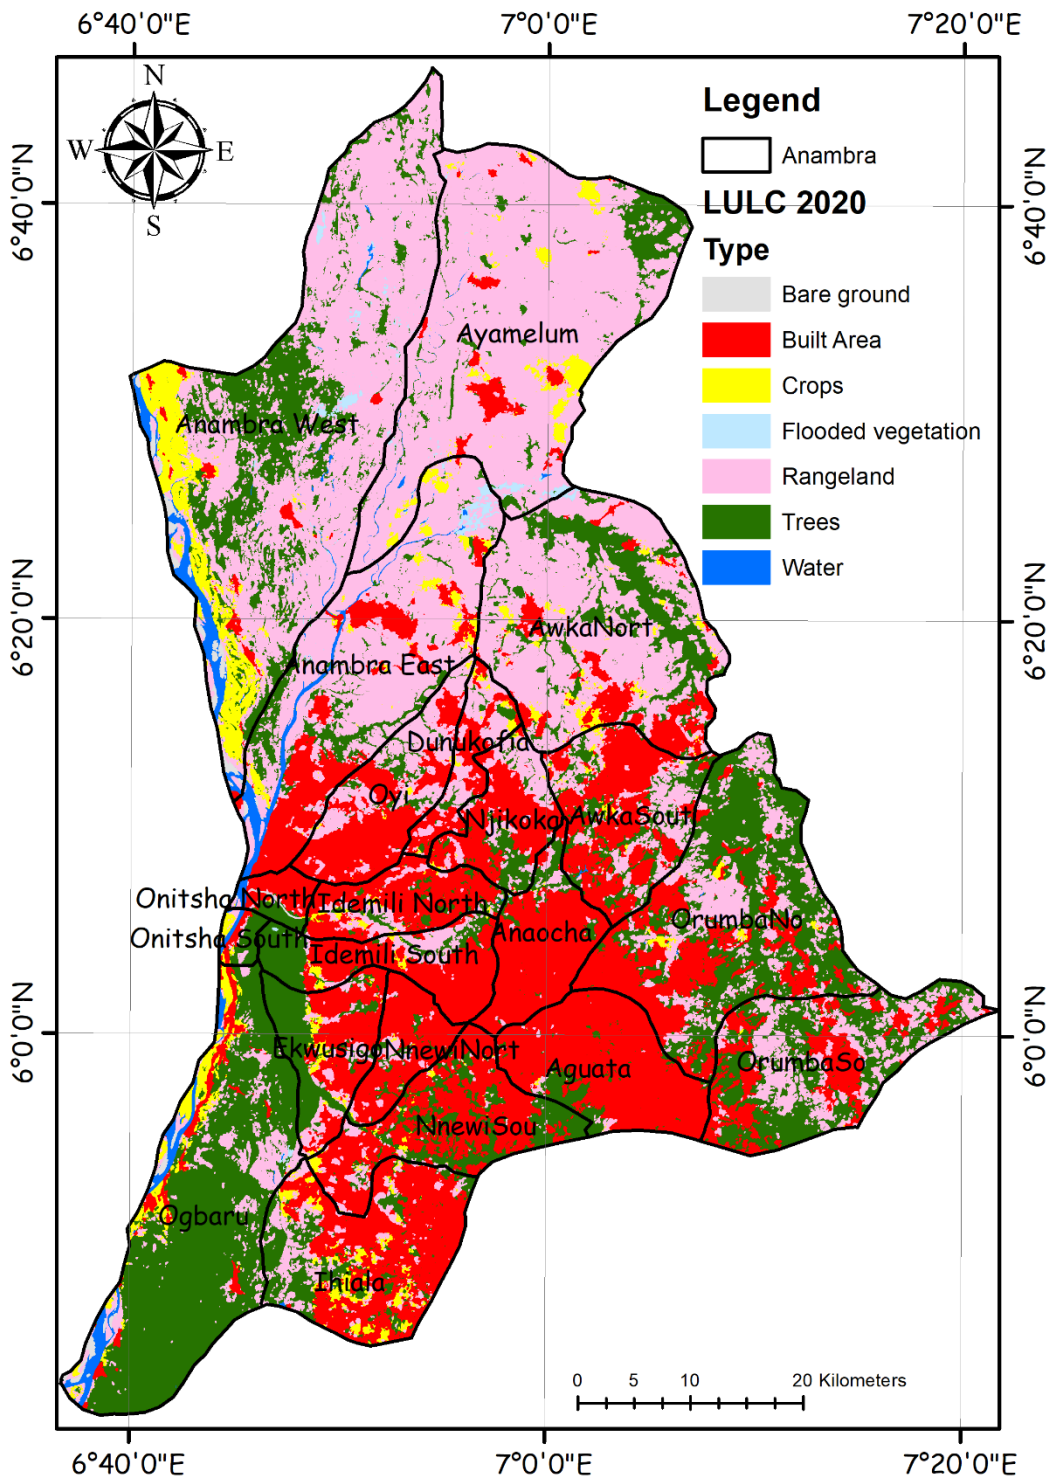 6°40'0"E
7°0'0"E
7°20'0"E
N
W
E
S
Legend
Anambra
LULC 2020
Type
Bare ground
Built Area
Crops
Flooded vegetation
Rangeland
Trees
Water
6°40'0"N
6°40'0"N
6°20'0"N
6°20'0"N
6°0'0"N
6°0'0"N
Ayamelum
Anambra West
AwkaNort
Anambra East
Dunukofia
Oyi
Njikoka
AwkaSout
Onitsha North
Idemili North
OrumbaNo
Onitsha South
Anaocha
Idemili South
Ekwusigo
NnewiNort
Aguata
OrumbaSo
NnewiSou
Ogbaru
Ihiala
0 5 10 20 Kilometers
6°40'0"E
7°0'0"E
7°20'0"E